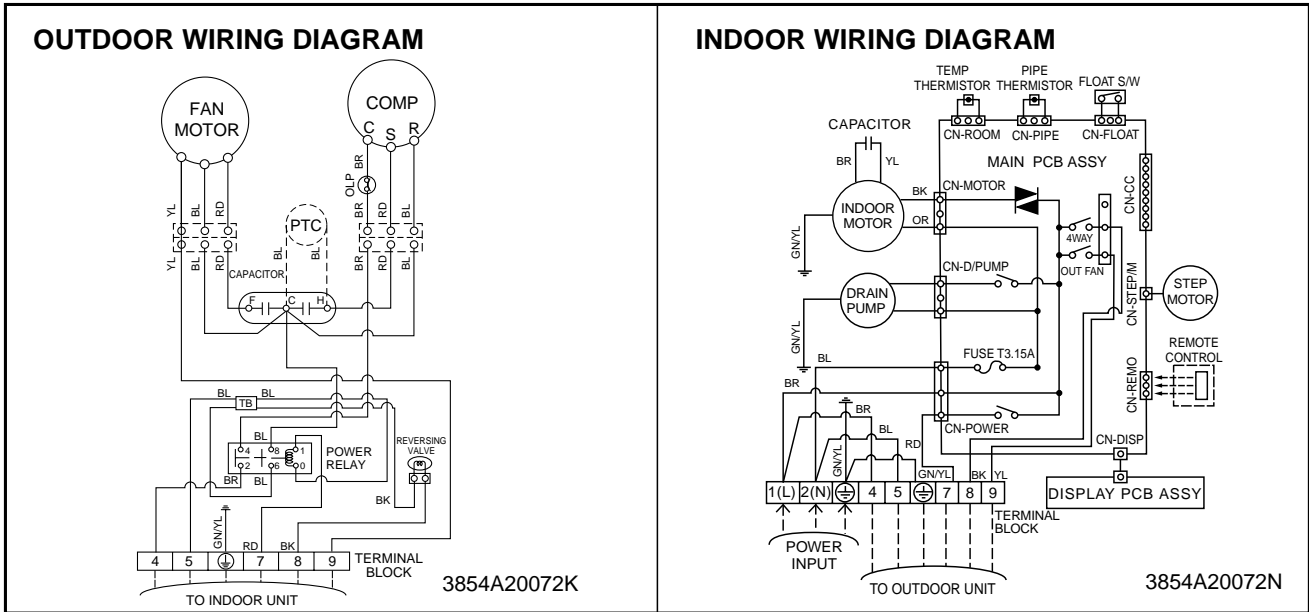 OUTDOOR WIRING DIAGRAM
FAN
MOTOR
COMP
C S R
BR
OLP
YL
BL
RD
BR
RD
BL
PTC
BL
BL
YL
BL
RD
BR
RD
BL
CAPACITOR
F C H
BL
TB
BL
BL
4 8 1
2 6 0
POWER
RELAY
BR
BL
REVERSING
VALVE
BK
GN/YL
RD
BK
4 5 7 8 9
TERMINAL
BLOCK
TO INDOOR UNIT
3854A20072K
INDOOR WIRING DIAGRAM
TEMP
THERMISTOR
PIPE
THERMISTOR
FLOAT S/W
CN-ROOM
CN-PIPE
CN-FLOAT
CAPACITOR
BR
YL
MAIN PCB ASSY
CN-CC
INDOOR
MOTOR
BK
OR
CN-MOTOR
GN/YL
4WAY
OUT FAN
CN-D/PUMP
DRAIN
PUMP
GN/YL
CN-STEP/M
STEP
MOTOR
BL
FUSE T3.15A
BR
CN-POWER
REMOTE
CONTROL
CN-REMO
BR
BL
GN/YL
RD
GN/YL
BK
YL
CN-DISP
DISPLAY PCB ASSY
1(L) 2(N) 4 5 7 8 9
TERMINAL
BLOCK
POWER
INPUT
TO OUTDOOR UNIT
3854A20072N